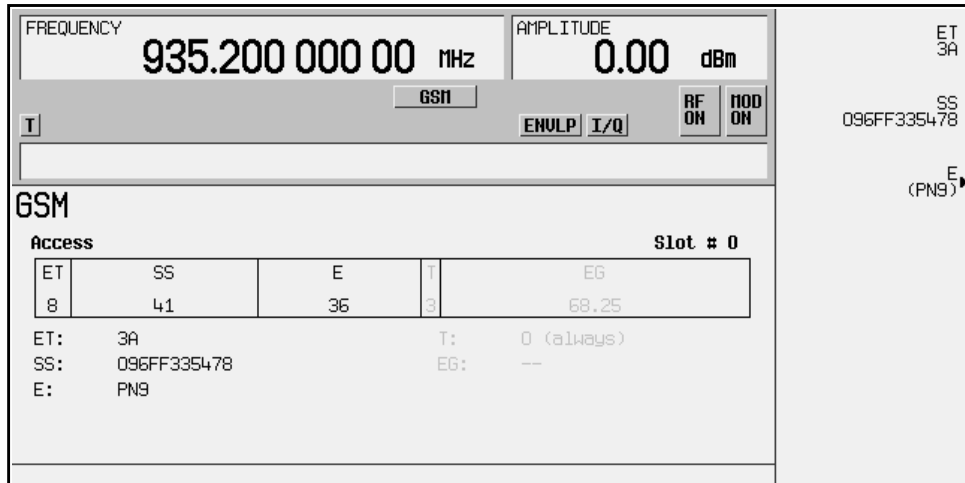 FREQUENCY
935.200 000 00 MHz
AMPLITUDE
0.00 dBm
GSM
T
ENVLP I/Q
RF ON
MOD ON
GSM
Access Slot # 0
ET SS E T EG
8 41 36 3 68.25
ET: 3A T: 0 (always)
SS: 096FF335478 EG: --
E: PN9
ET
3A
SS
096FF335478
E
(PN9)